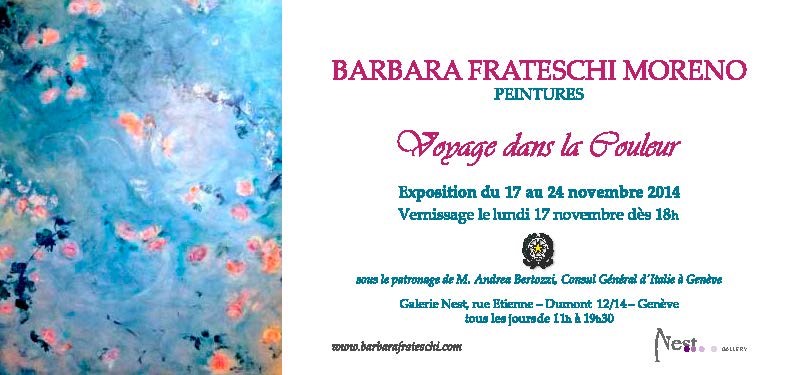 BARBARA FRATESCHI MORENO
PEINTURES
Voyage dans la Couleur
Exposition du 17 au 24 novembre 2014
Vernissage le lundi 17 novembre dès 18h
sous le patronage de M. Andrea Bertozzi, Consul Général d'Italie à Genève
Galerie Nest, rue Etienne – Dumont 12/14 – Genève
tous les jours de 11h à 19h30
www.barbarafrateschi.com
Nest GALLERY